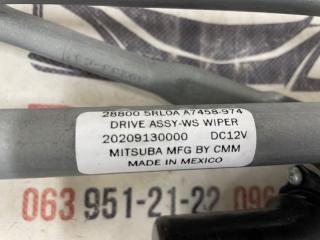 28800 5RL0A A7458-974
DRIVE ASSY-WS WIPER
20209130000 DC12V
MITSUBA MFG BY CMM
MADE IN MEXICO
063 951-21-22 096